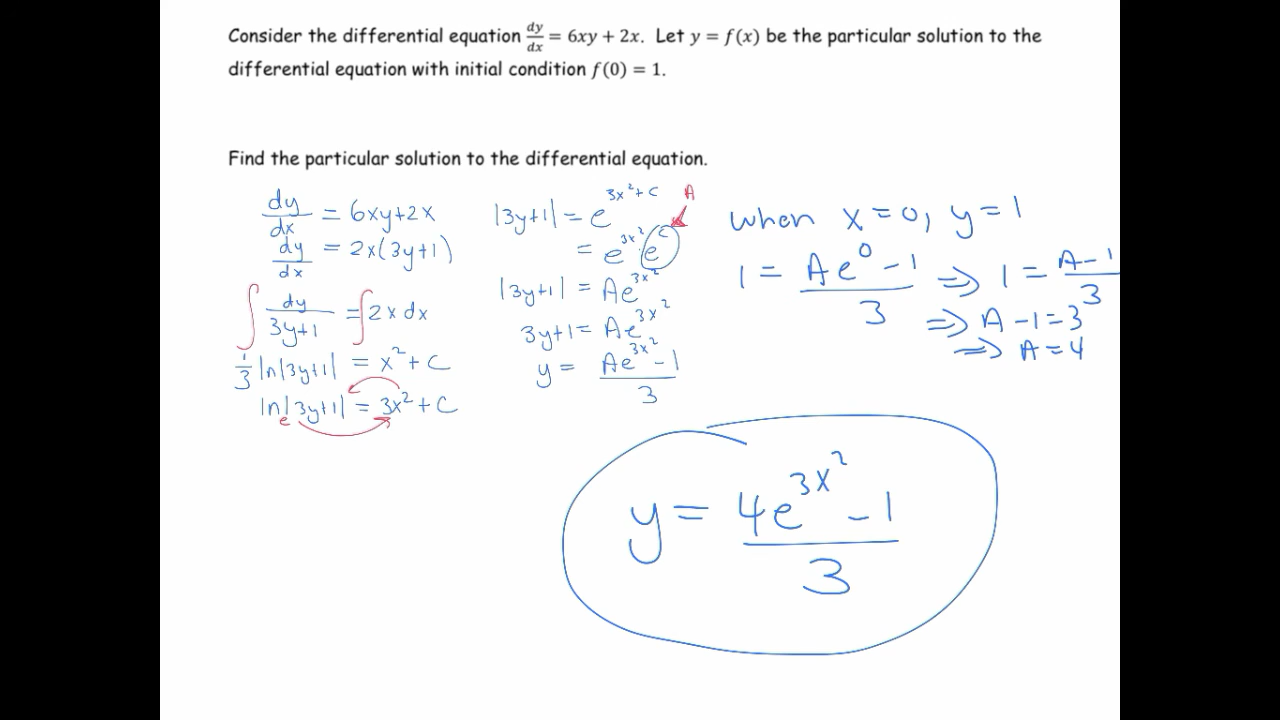 Consider the differential equation dy/dx = 6xy + 2x. Let y = f(x) be the particular solution to the
differential equation with initial condition f(0) = 1.
Find the particular solution to the differential equation.
dy/dx = 6xy+2x
dy/dx = 2x(3y+1)
∫ dy/(3y+1) = ∫ 2x dx
1/3 ln|3y+1| = x² + C
ln|3y+1| = 3x² + C
e
|3y+1| = e^(3x²+C)
A
= e^(3x²) e^C
|3y+1| = Ae^(3x²)
3y+1 = Ae^(3x²)
y = (Ae^(3x²) - 1)/3
when x=0, y=1
1 = (Ae^0 - 1)/3 => 1 = (A-1)/3
=> A-1=3
=> A=4
y = (4e^(3x²) - 1)/3